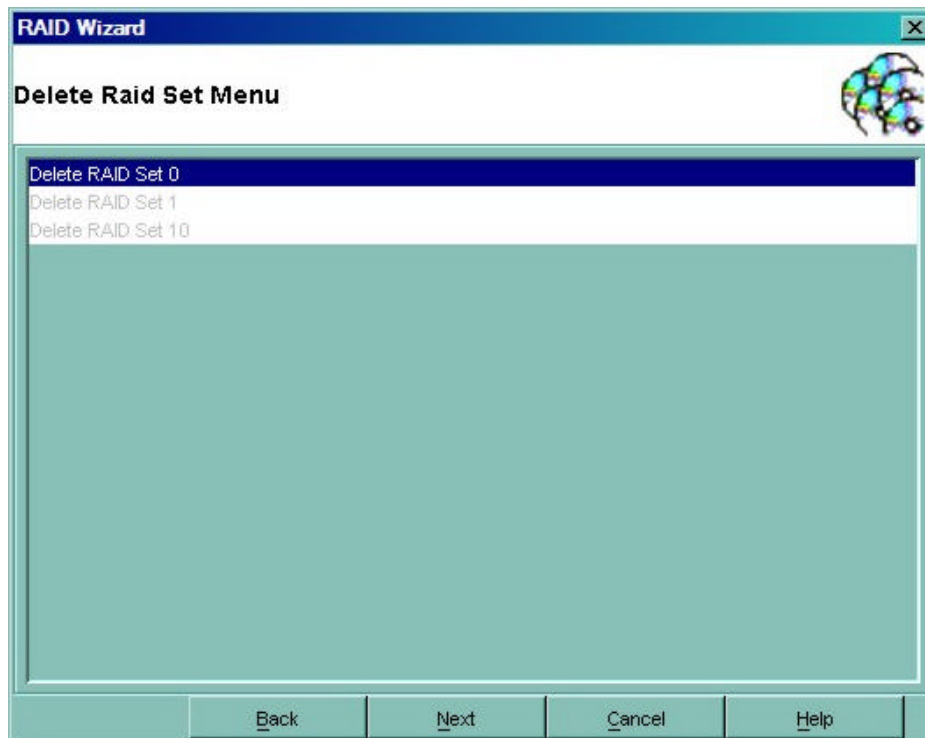 RAID Wizard
Delete Raid Set Menu
Delete RAID Set 0
Delete RAID Set 1
Delete RAID Set 10
Back Next Cancel Help